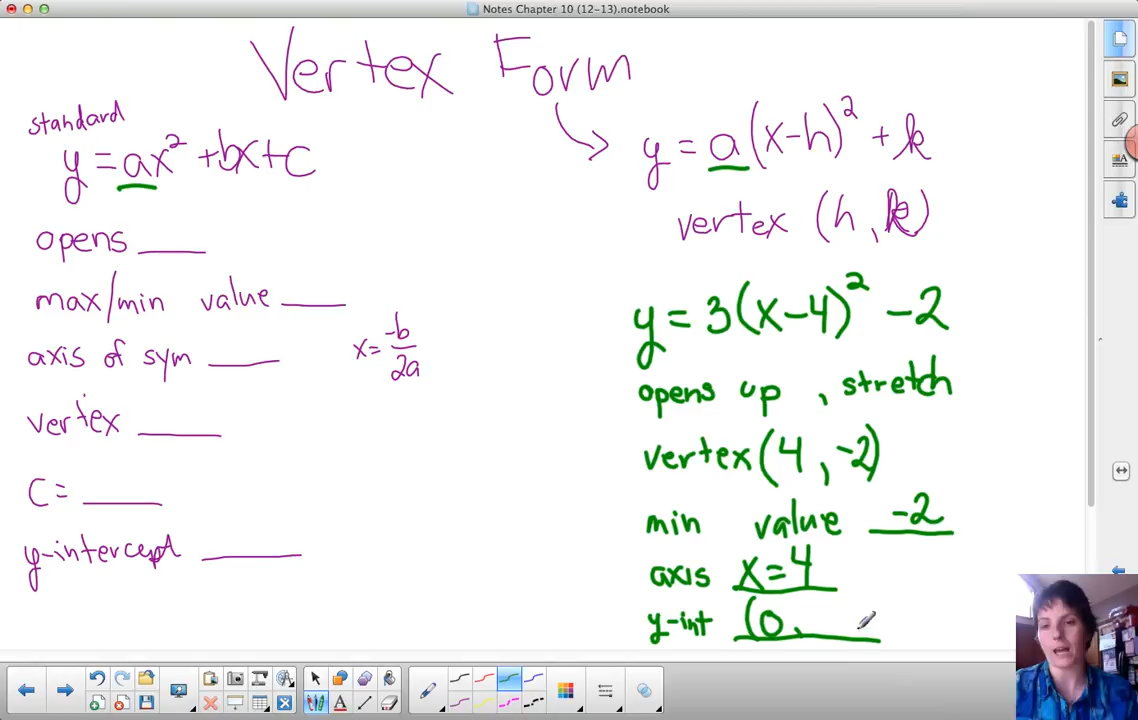 Notes Chapter 10 (12-13).notebook
Vertex Form
standard
y = ax² + bx + c
opens ____
max/min value ____
axis of sym ____
x = -b/2a
vertex ____
C = ____
y-intercept ____
y = a(x-h)² + k
vertex (h, k)
y = 3(x-4)² - 2
opens up, stretch
vertex (4, -2)
min value -2
axis x = 4
y-int (0,